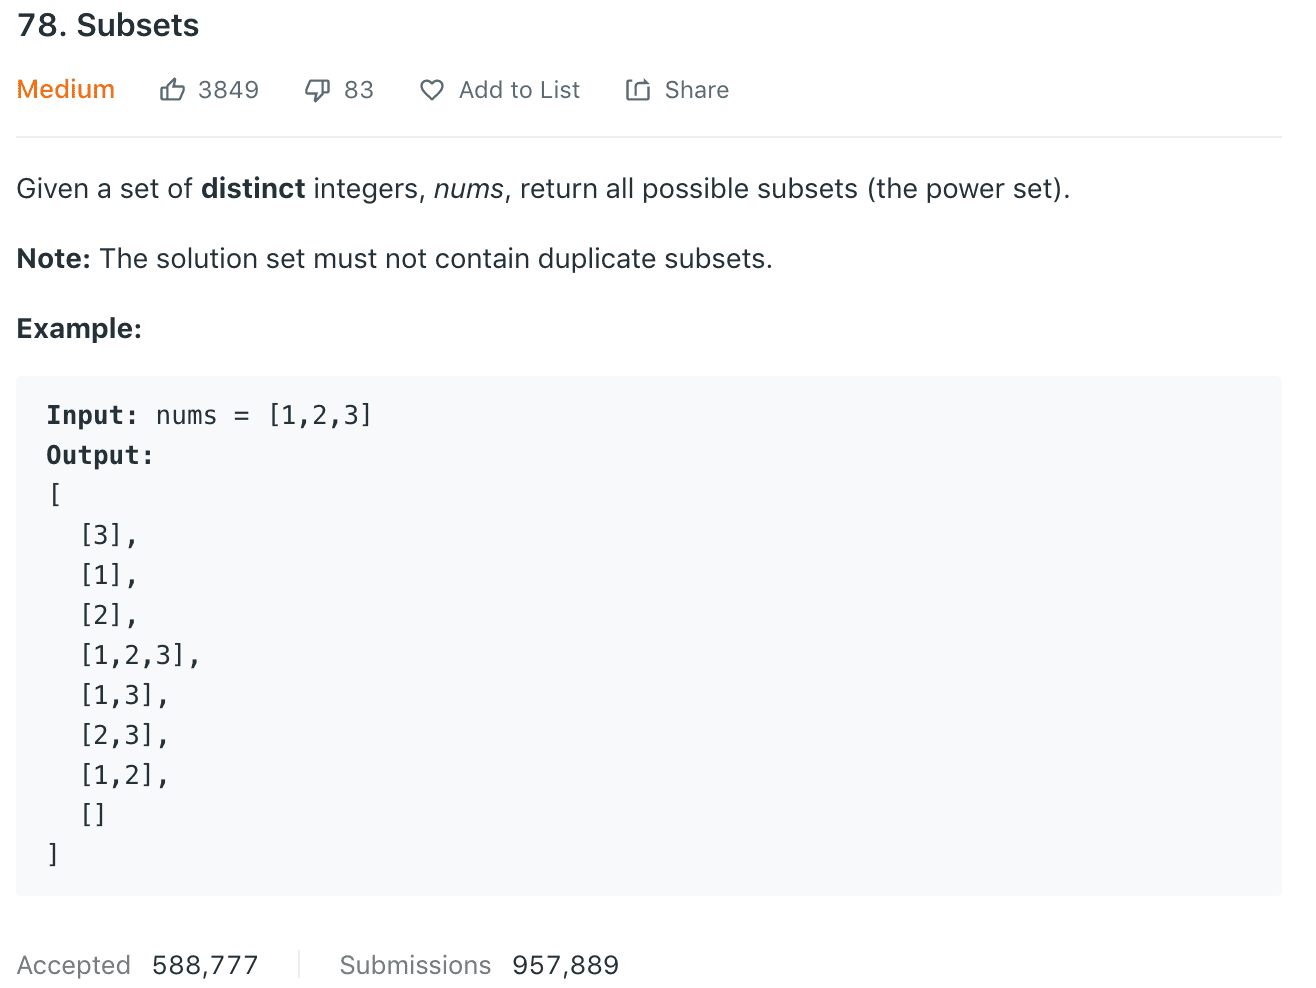 78. Subsets
Medium 3849 83 Add to List Share
Given a set of distinct integers, nums, return all possible subsets (the power set).
Note: The solution set must not contain duplicate subsets.
Example:
Input: nums = [1,2,3]
Output:
[
  [3],
  [1],
  [2],
  [1,2,3],
  [1,3],
  [2,3],
  [1,2],
  []
]
Accepted 588,777 Submissions 957,889